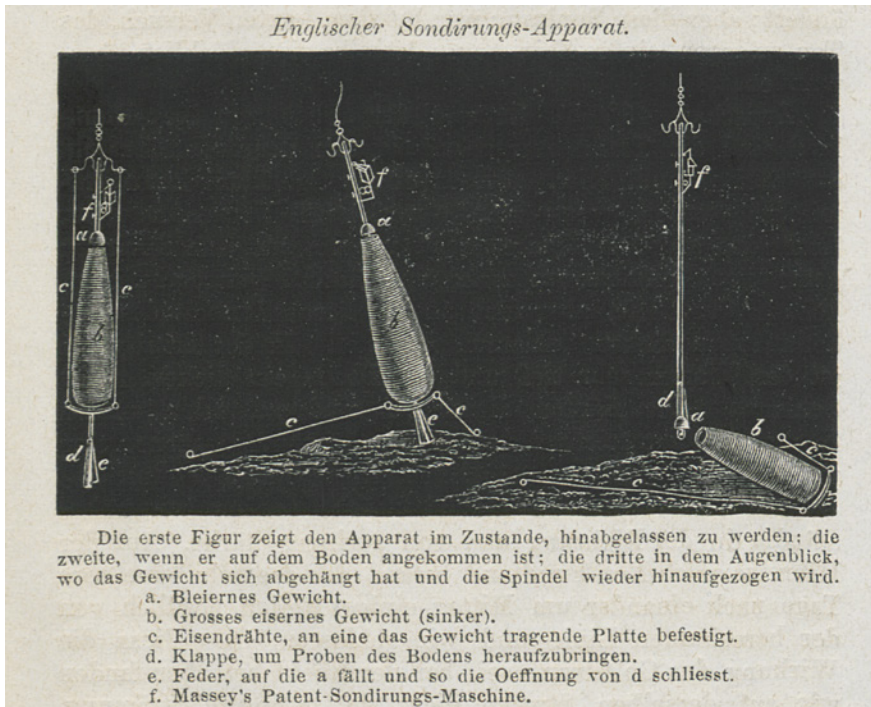 Englischer Sondirungs-Apparat.
f
a
c
b
c
d
e
f
a
b
c
c
e
f
d
a
b
c
c
Die erste Figur zeigt den Apparat im Zustande, hinabgelassen zu werden; die
zweite, wenn er auf dem Boden angekommen ist; die dritte in dem Augenblick,
wo das Gewicht sich abgehängt hat und die Spindel wieder hinaufgezogen wird.
a. Bleiernes Gewicht.
b. Grosses eisernes Gewicht (sinker).
c. Eisendrähte, an eine das Gewicht tragende Platte befestigt.
d. Klappe, um Proben des Bodens heraufzubringen.
e. Feder, auf die a fällt und so die Oeffnung von d schliesst.
f. Massey's Patent-Sondirungs-Maschine.